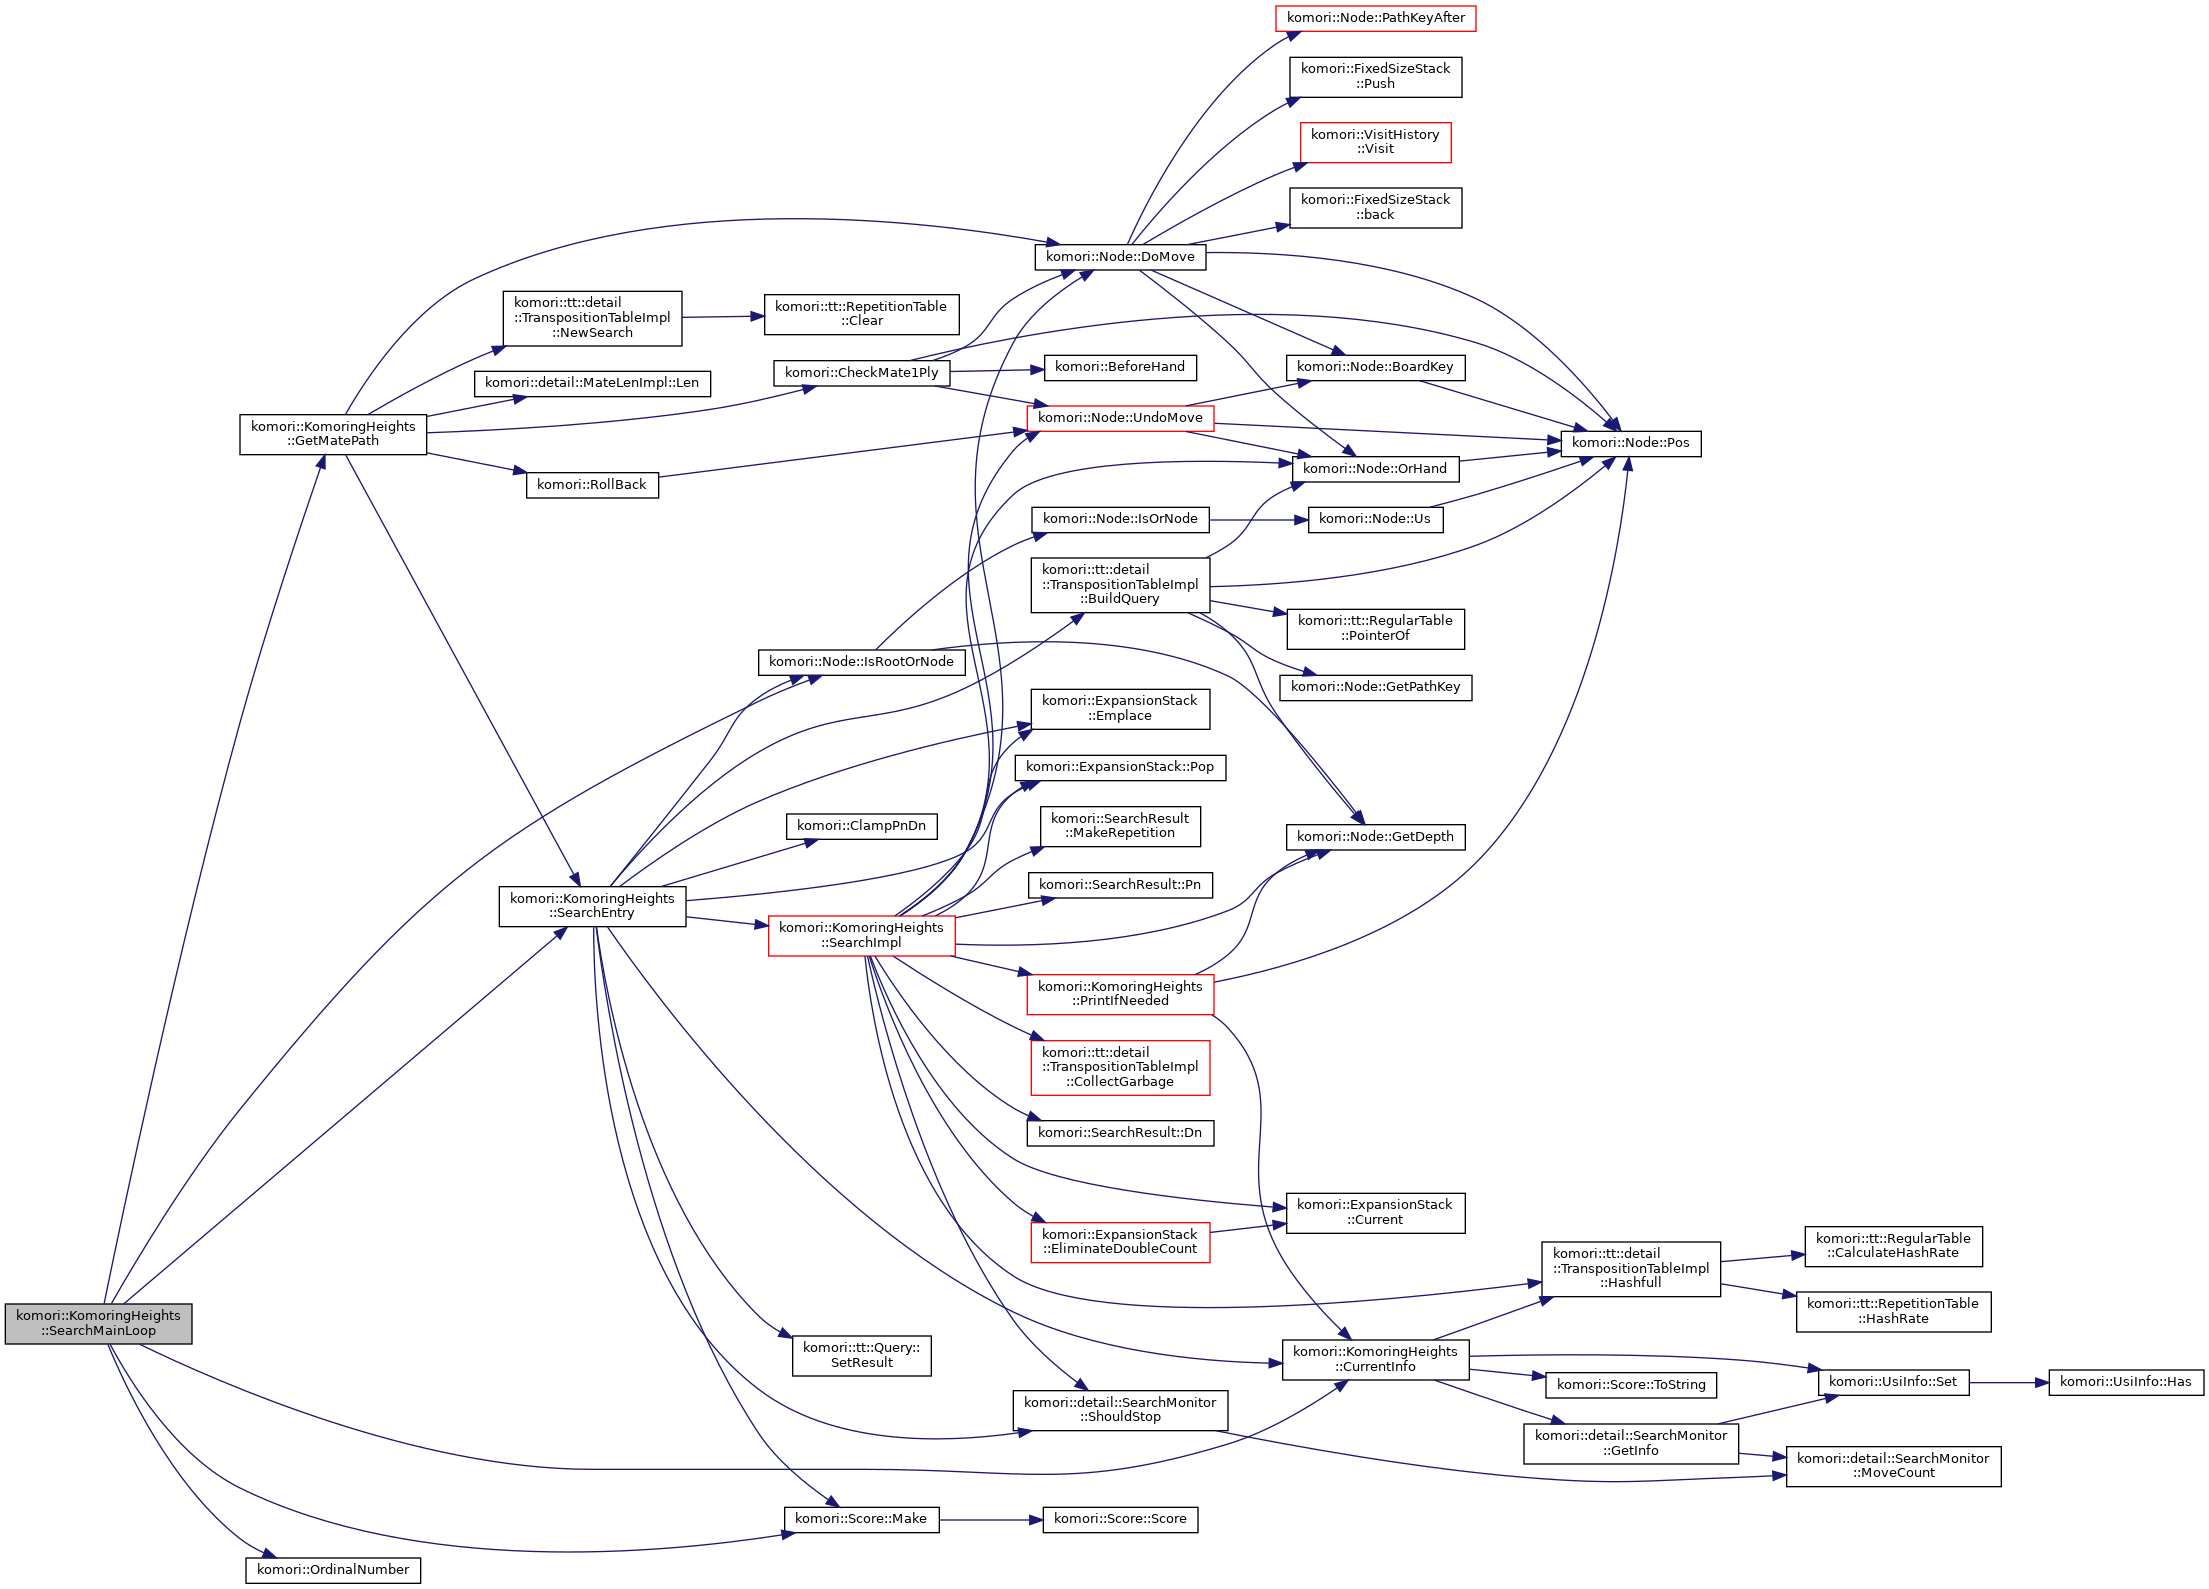 komori::Node::PathKeyAfter
komori::FixedSizeStack
::Push
komori::VisitHistory
::Visit
komori::FixedSizeStack
::back
komori::Node::DoMove
komori::tt::detail
::TranspositionTableImpl
::NewSearch
komori::tt::RepetitionTable
::Clear
komori::CheckMate1Ply
komori::BeforeHand
komori::Node::BoardKey
komori::detail::MateLenImpl::Len
komori::Node::UndoMove
komori::KomoringHeights
::GetMatePath
komori::Node::Pos
komori::Node::OrHand
komori::RollBack
komori::Node::IsOrNode
komori::Node::Us
komori::tt::detail
::TranspositionTableImpl
::BuildQuery
komori::tt::RegularTable
::PointerOf
komori::Node::IsRootOrNode
komori::Node::GetPathKey
komori::ExpansionStack
::Emplace
komori::ExpansionStack::Pop
komori::ClampPnDn
komori::SearchResult
::MakeRepetition
komori::Node::GetDepth
komori::SearchResult::Pn
komori::KomoringHeights
::SearchEntry
komori::KomoringHeights
::SearchImpl
komori::KomoringHeights
::PrintIfNeeded
komori::tt::detail
::TranspositionTableImpl
::CollectGarbage
komori::SearchResult::Dn
komori::ExpansionStack
::Current
komori::ExpansionStack
::EliminateDoubleCount
komori::tt::detail
::TranspositionTableImpl
::Hashfull
komori::tt::RegularTable
::CalculateHashRate
komori::tt::RepetitionTable
::HashRate
komori::KomoringHeights
::SearchMainLoop
komori::tt::Query::
SetResult
komori::KomoringHeights
::CurrentInfo
komori::Score::ToString
komori::UsiInfo::Set
komori::UsiInfo::Has
komori::detail::SearchMonitor
::ShouldStop
komori::detail::SearchMonitor
::GetInfo
komori::detail::SearchMonitor
::MoveCount
komori::Score::Make
komori::Score::Score
komori::OrdinalNumber